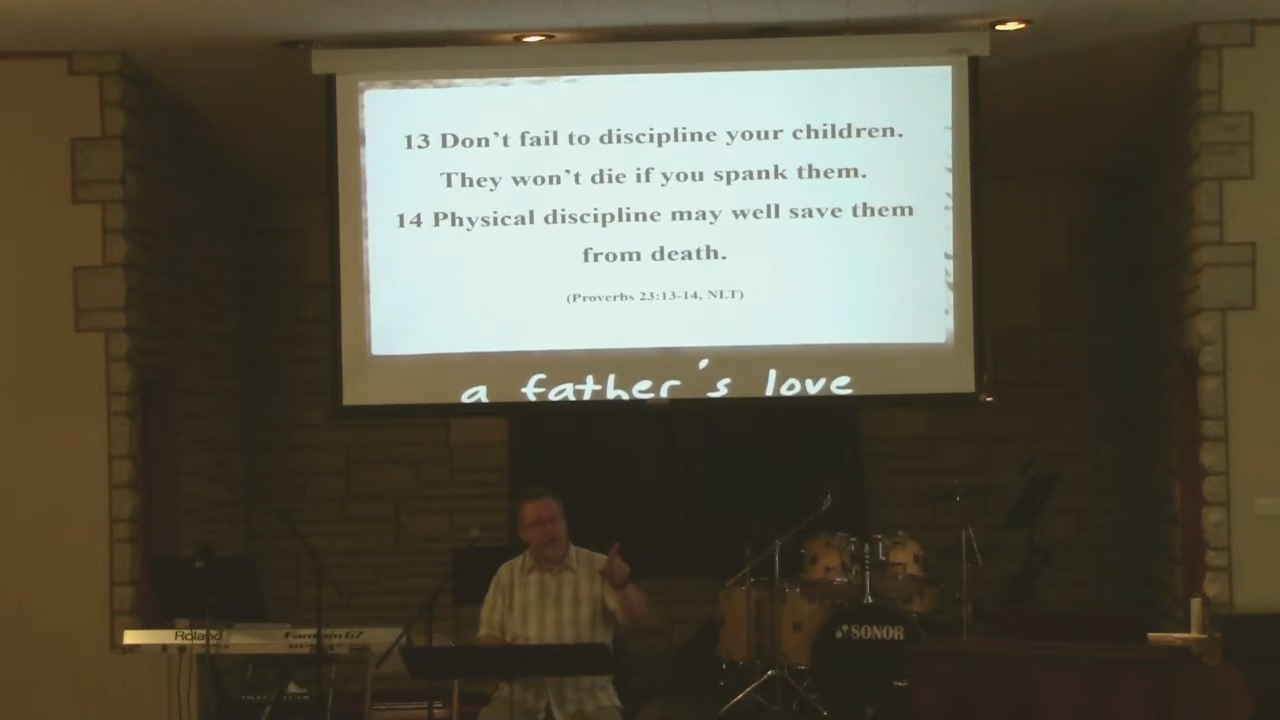 13 Don't fail to discipline your children.
They won't die if you spank them.
14 Physical discipline may well save them
from death.
(Proverbs 23:13-14, NLT)
a father's love
Roland
SONOR